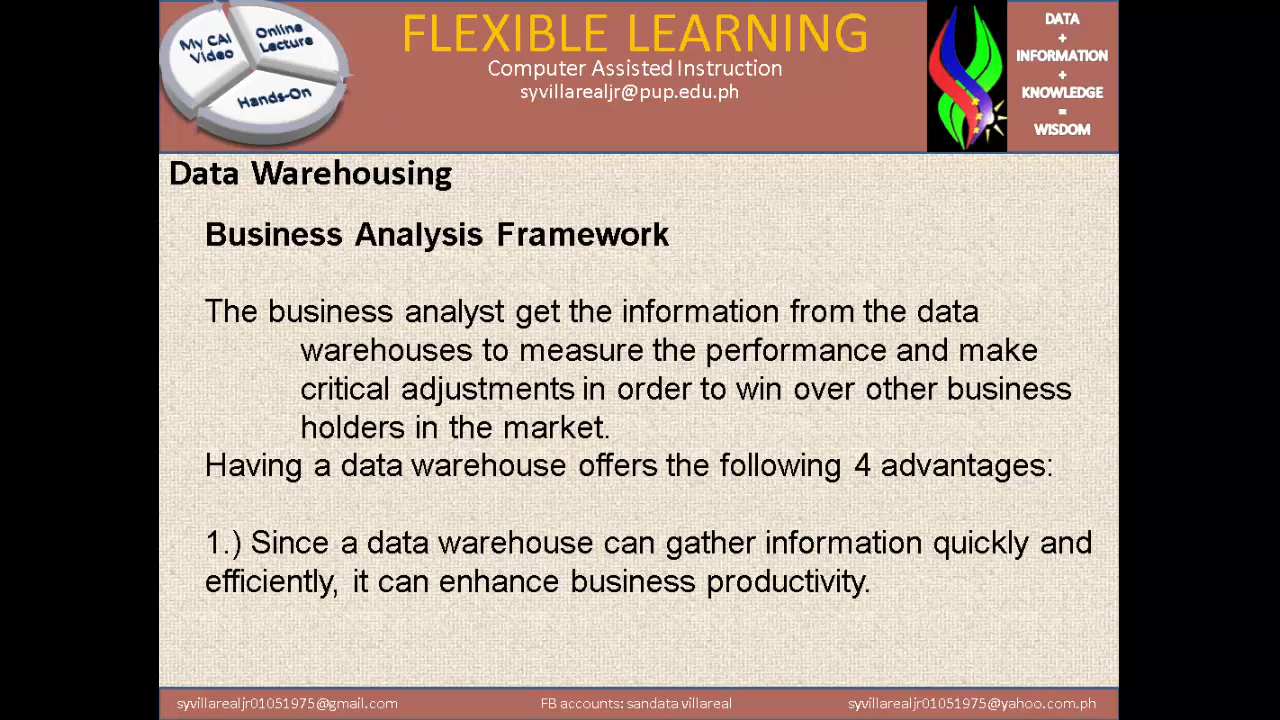 My CAI
Video
Online
Lecture
Hands-On
FLEXIBLE LEARNING
Computer Assisted Instruction
syvillarealjr@pup.edu.ph
DATA
+
INFORMATION
+
KNOWLEDGE
=
WISDOM
Data Warehousing
Business Analysis Framework
The business analyst get the information from the data
warehouses to measure the performance and make
critical adjustments in order to win over other business
holders in the market.
Having a data warehouse offers the following 4 advantages:
1.) Since a data warehouse can gather information quickly and
efficiently, it can enhance business productivity.
syvillarealjr01051975@gmail.com
FB accounts: sandata villareal
syvillarealjr01051975@yahoo.com.ph